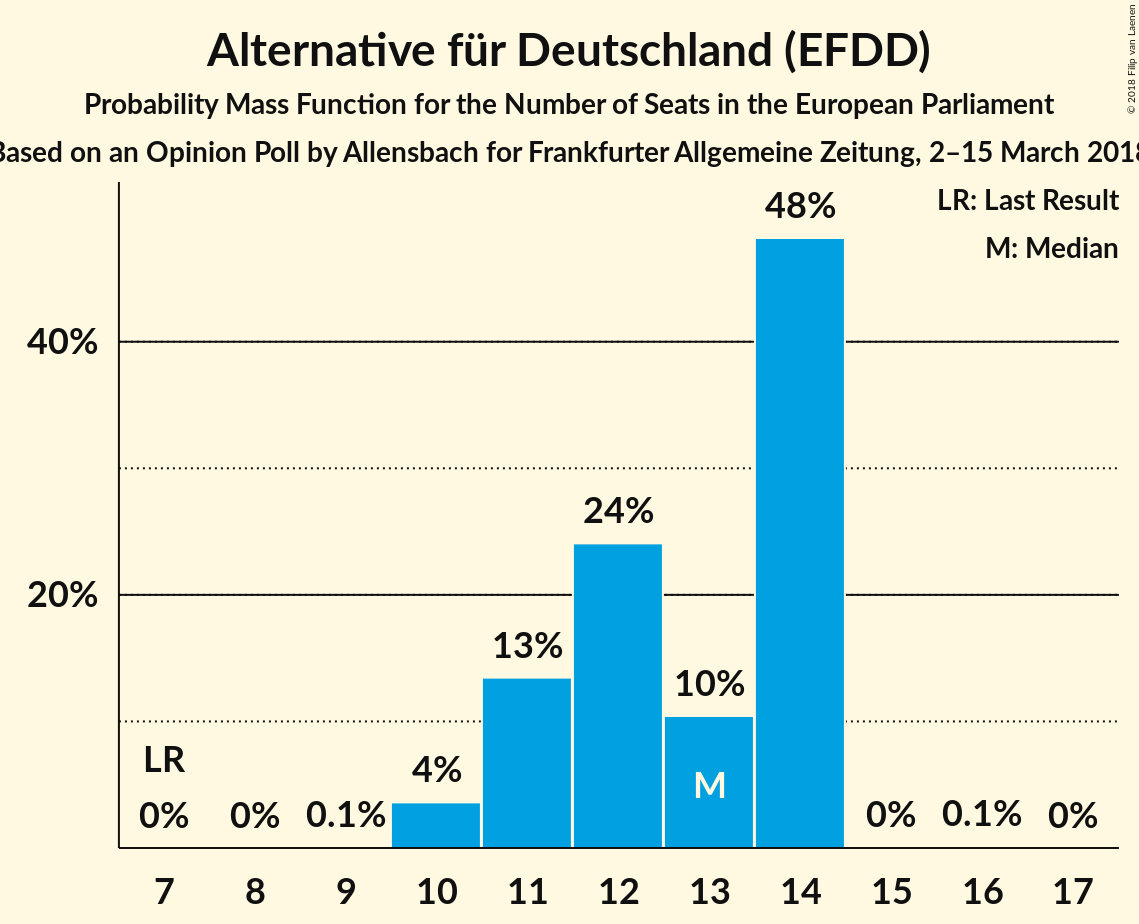 Alternative für Deutschland (EFDD)
Probability Mass Function for the Number of Seats in the European Parliament
Based on an Opinion Poll by Allensbach for Frankfurter Allgemeine Zeitung, 2–15 March 2018
© 2018 Filip van Laenen
LR: Last Result
M: Median
48%
40%
24%
20%
13%
10%
LR
4%
M
0% 0% 0.1% 0% 0.1% 0%
7 8 9 10 11 12 13 14 15 16 17